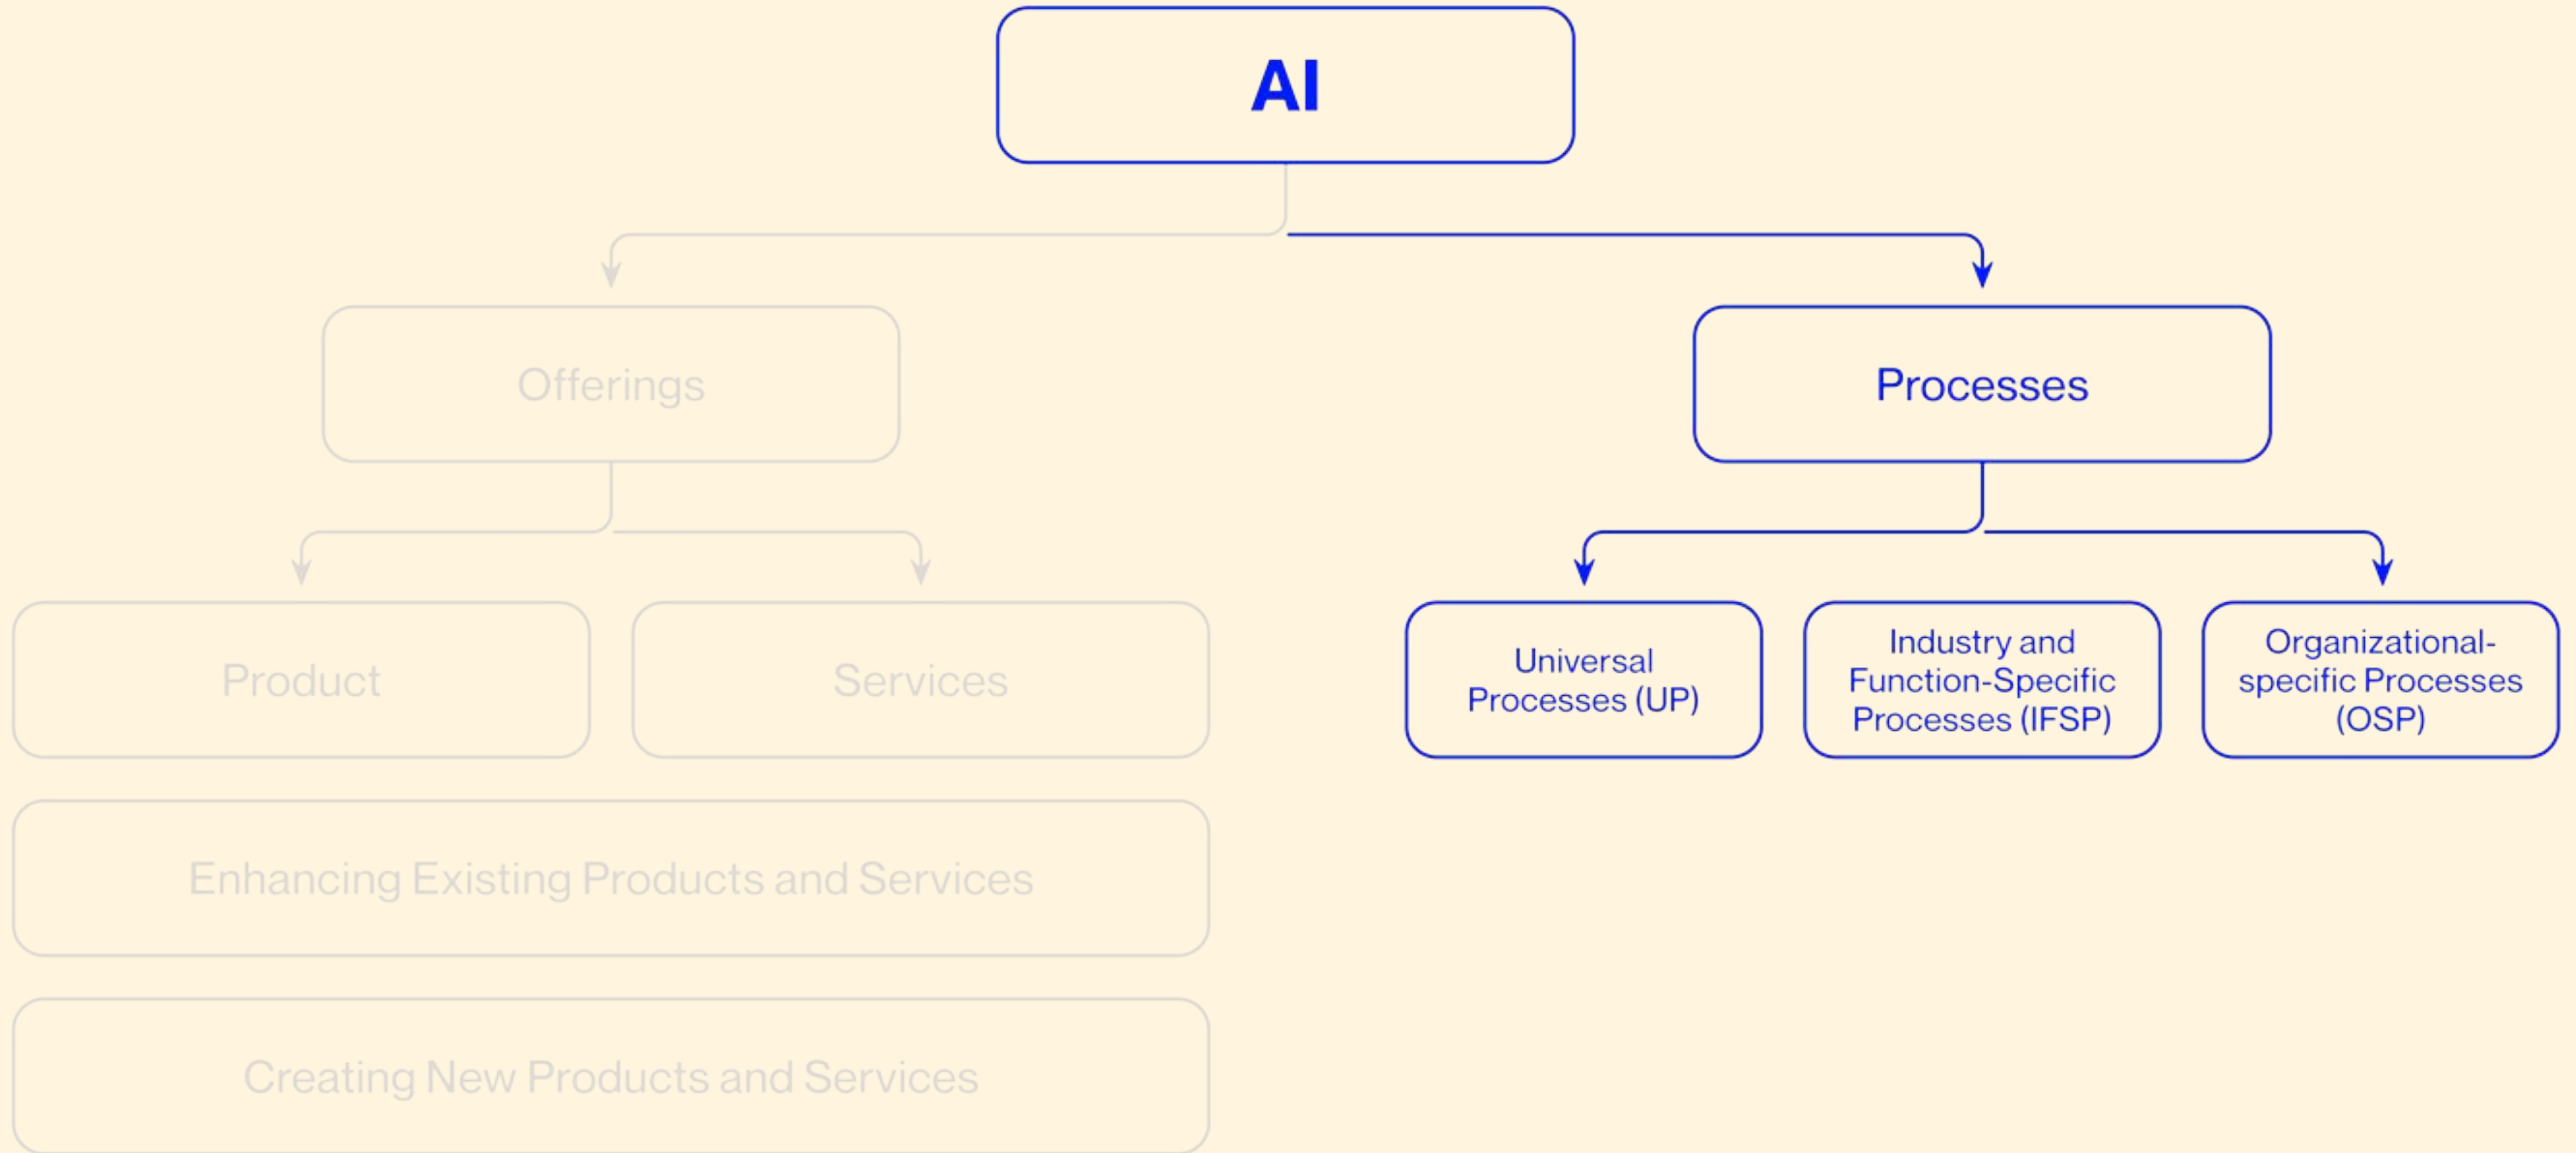 AI
Offerings
Processes
Product
Services
Universal
Processes (UP)
Industry and
Function-Specific
Processes (IFSP)
Organizational-
specific Processes
(OSP)
Enhancing Existing Products and Services
Creating New Products and Services